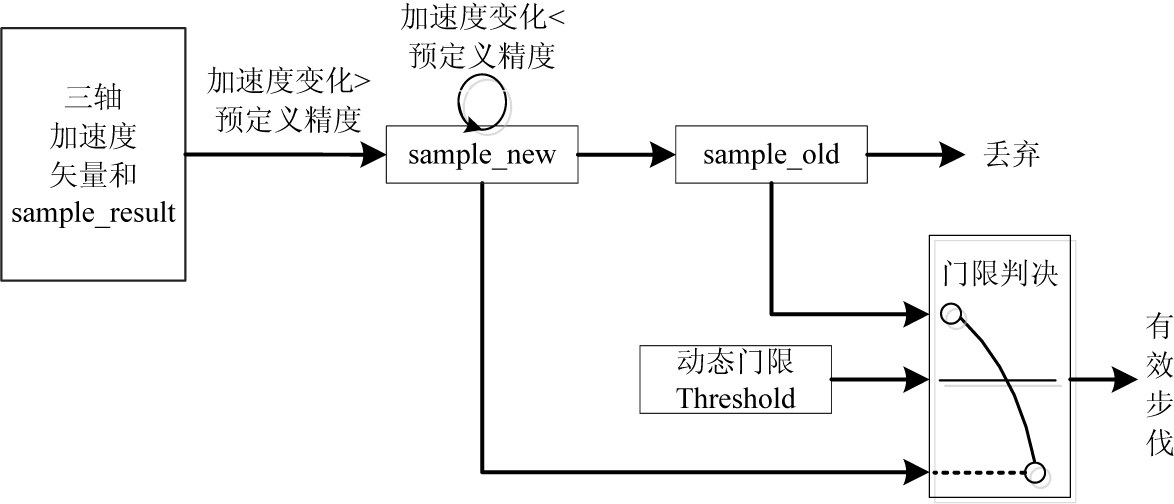 三轴
加速度
矢量和
sample_result
加速度变化>
预定义精度
加速度变化<
预定义精度
sample_new
sample_old
丢弃
动态门限
Threshold
门限判决
有
效
步
伐